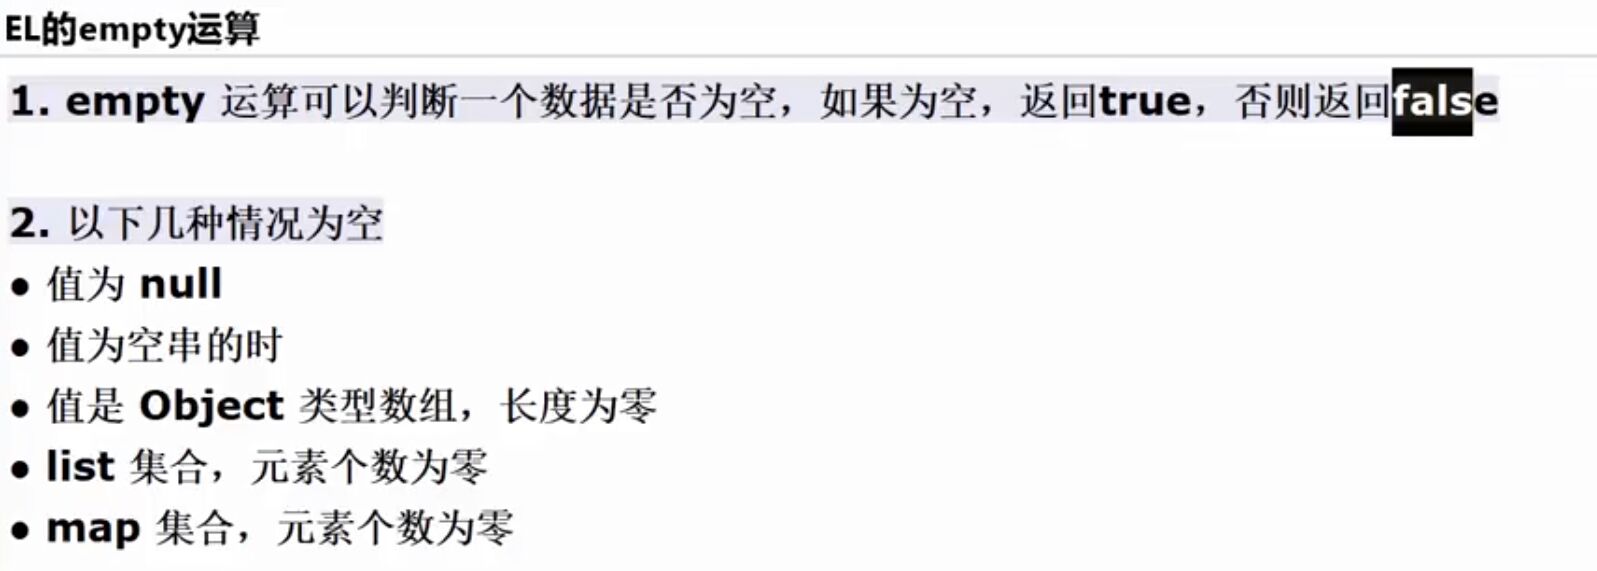 EL的empty运算
1. empty 运算可以判断一个数据是否为空，如果为空，返回true，否则返回false
2. 以下几种情况为空
● 值为 null
● 值为空串的时
● 值是 Object 类型数组，长度为零
● list 集合，元素个数为零
● map 集合，元素个数为零